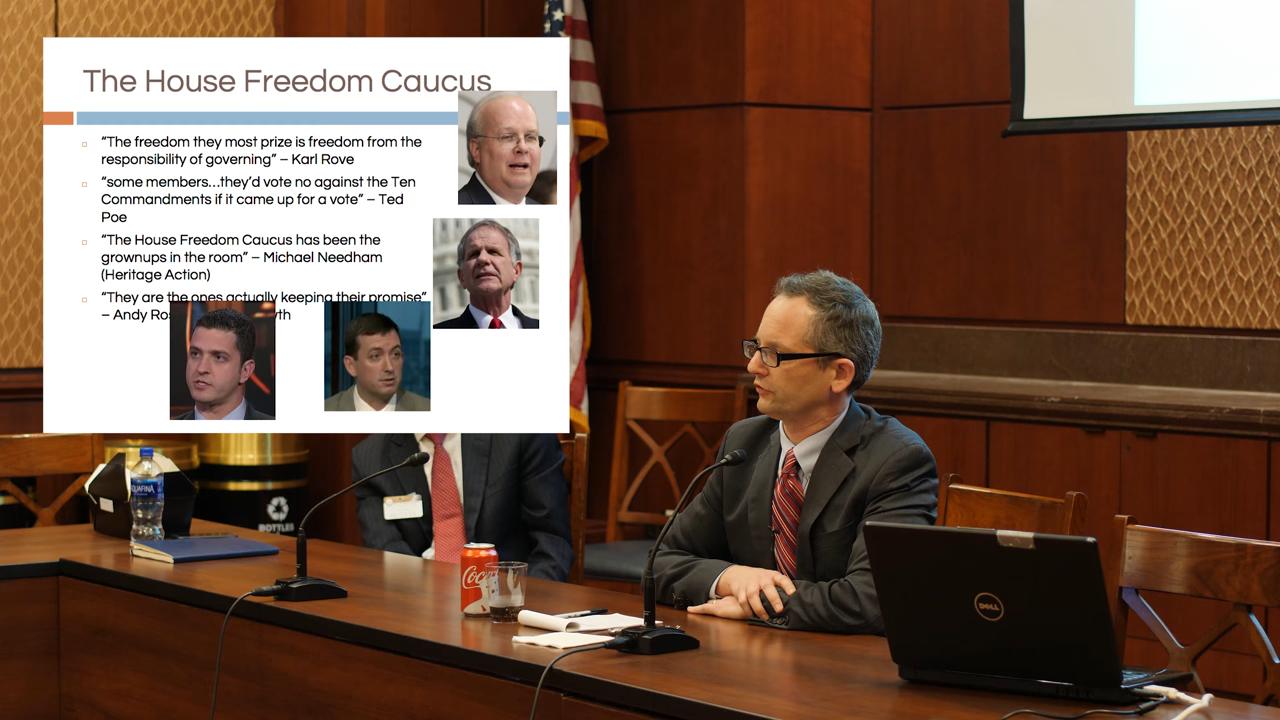 The House Freedom Caucus
“The freedom they most prize is freedom from the
responsibility of governing” – Karl Rove
“some members…they’d vote no against the Ten
Commandments if it came up for a vote” – Ted
Poe
“The House Freedom Caucus has been the
grownups in the room” – Michael Needham
(Heritage Action)
“They are the ones actually keeping their promise”
– Andy
BOTTLES
DELL